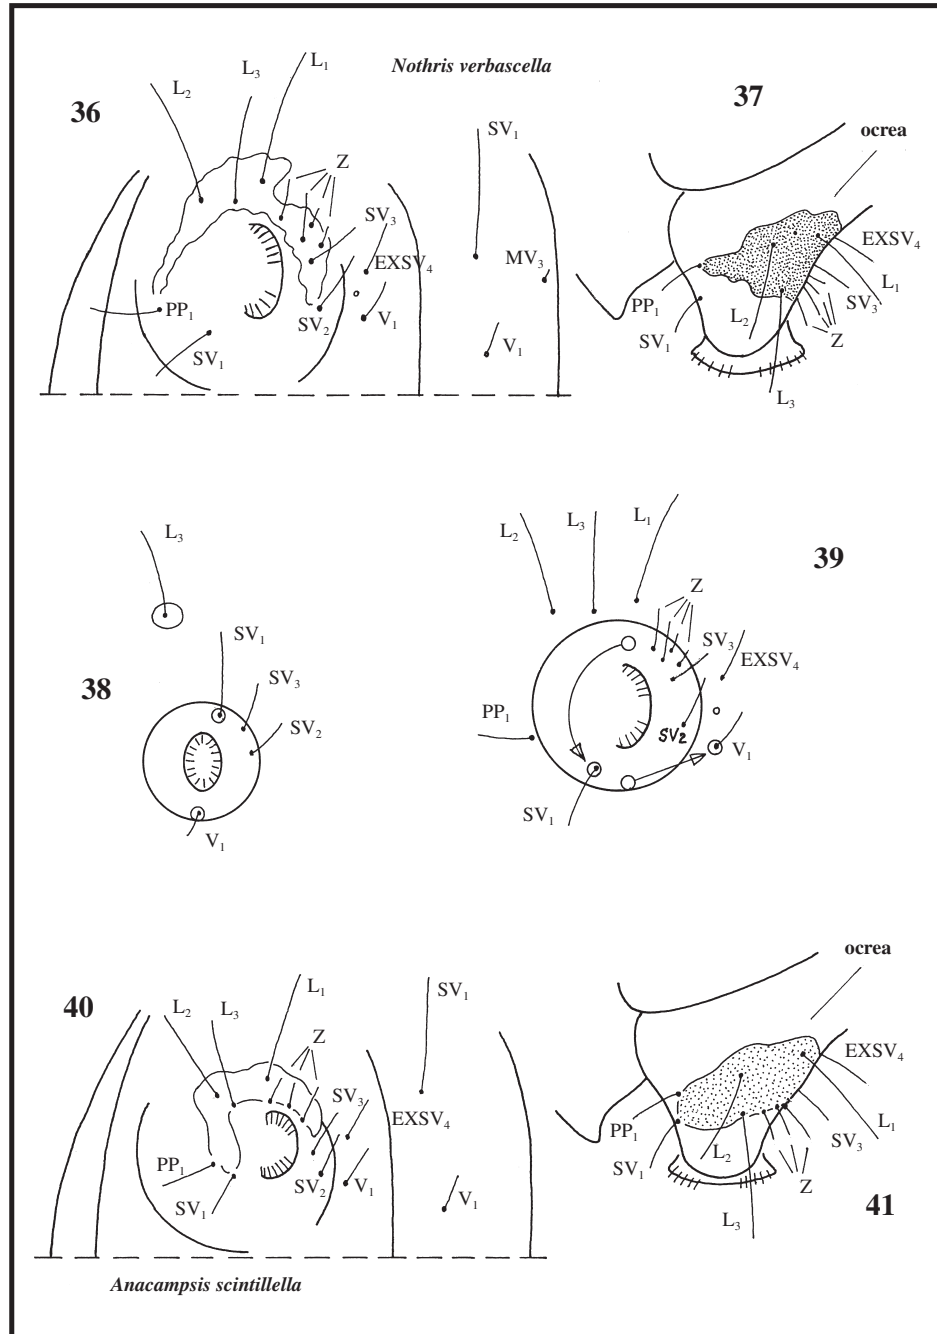 Nothris verbascella
36
L2
L3
L1
Z
SV3
EXSV4
SV2
V1
PP1
SV1
SV1
MV3
V1
37
ocrea
EXSV4
L1
SV3
Z
PP1
SV1
L2
L3
38
L3
SV1
SV3
SV2
V1
39
L2
L3
L1
Z
SV3
EXSV4
PP1
SV2
V1
SV1
40
L2
L3
L1
Z
SV3
EXSV4
PP1
SV1
SV2
V1
SV1
V1
Anacampsis scintillella
ocrea
EXSV4
L1
SV3
Z
PP1
SV1
L2
L3
41